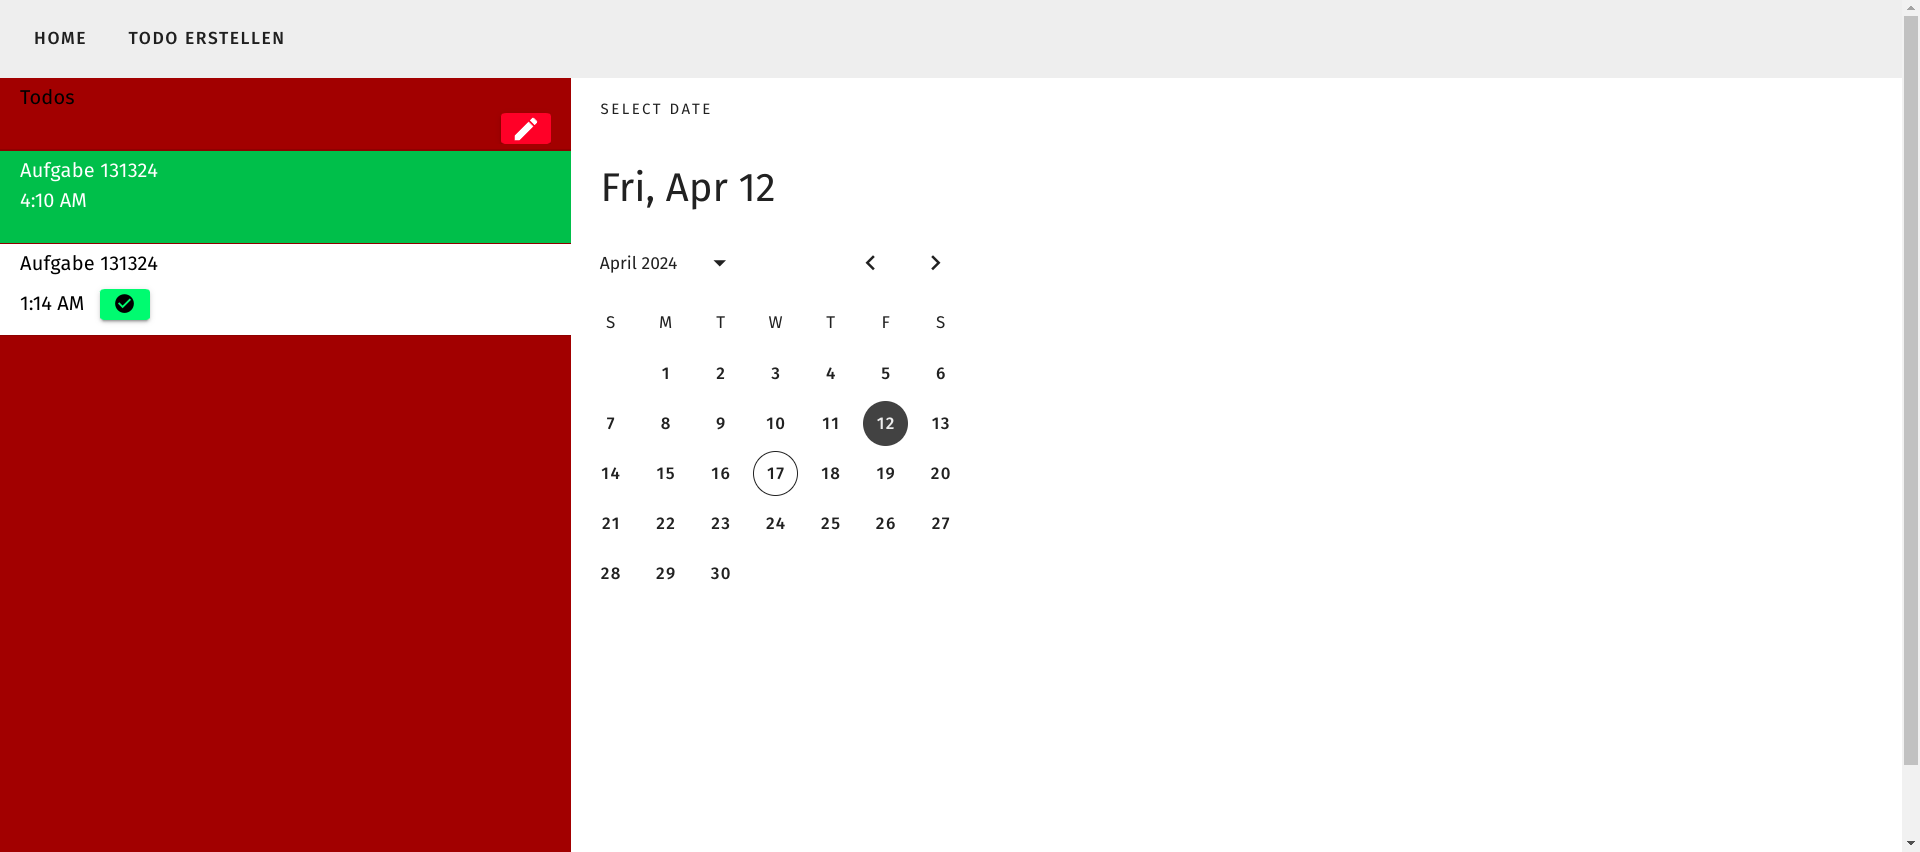 HOME TODO ERSTELLEN
Todos
Aufgabe 131324
4:10 AM
Aufgabe 131324
1:14 AM
SELECT DATE
Fri, Apr 12
April 2024
S M T W T F S
1 2 3 4 5 6
7 8 9 10 11 12 13
14 15 16 17 18 19 20
21 22 23 24 25 26 27
28 29 30